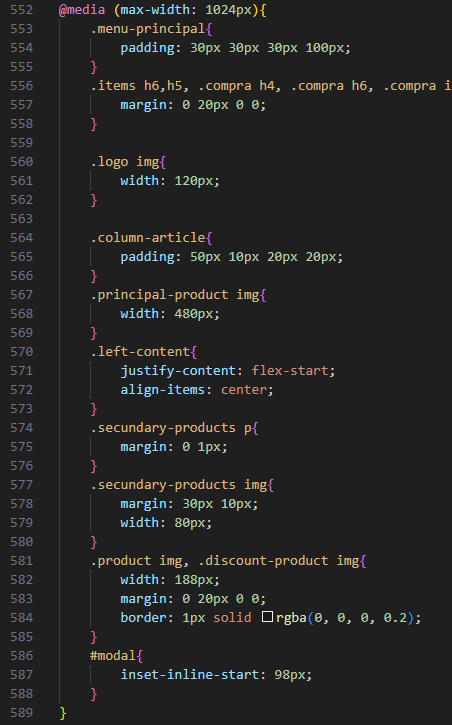 552 @media (max-width: 1024px){
553 .menu-principal{
554 padding: 30px 30px 30px 100px;
555 }
556 .items h6,h5, .compra h4, .compra h6, .compra i
557 margin: 0 20px 0 0;
558 }
559
560 .logo img{
561 width: 120px;
562 }
563
564 .column-article{
565 padding: 50px 10px 20px 20px;
566 }
567 .principal-product img{
568 width: 480px;
569 }
570 .left-content{
571 justify-content: flex-start;
572 align-items: center;
573 }
574 .secundary-products p{
575 margin: 0 1px;
576 }
577 .secundary-products img{
578 margin: 30px 10px;
579 width: 80px;
580 }
581 .product img, .discount-product img{
582 width: 188px;
583 margin: 0 20px 0 0;
584 border: 1px solid rgba(0, 0, 0, 0.2);
585 }
586 #modal{
587 inset-inline-start: 98px;
588 }
589 }